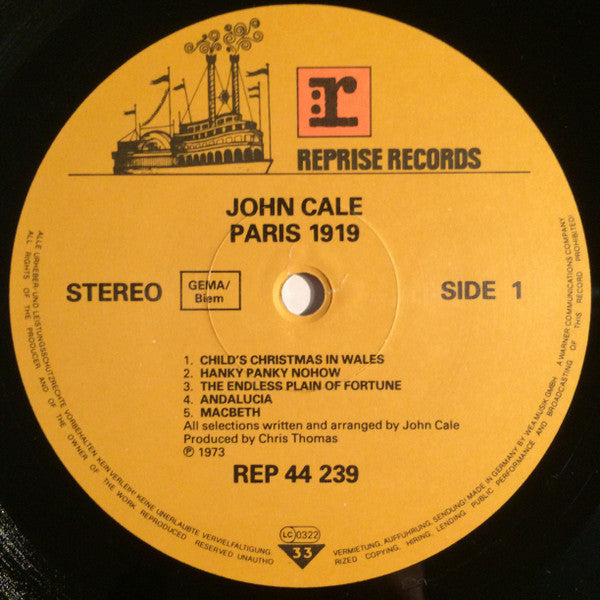 r
REPRISE RECORDS
JOHN CALE
PARIS 1919
STEREO
GEMA/
Biem
SIDE 1
1. CHILD'S CHRISTMAS IN WALES
2. HANKY PANKY NOHOW
3. THE ENDLESS PLAIN OF FORTUNE
4. ANDALUCIA
5. MACBETH
All selections written and arranged by John Cale
Produced by Chris Thomas
℗ 1973
REP 44 239
LC 0322
33
ALLE URHEBER- UND LEISTUNGSSCHUTZRECHTE VORBEHALTEN. KEIN VERLEIH! KEINE UNERLAUBTE VERVIELFÄLTIGUNG, VERMIETUNG, AUFFÜHRUNG, SENDUNG! MADE IN GERMANY BY WEA MUSIK GMBH · A WARNER COMMUNICATIONS COMPANY
ALL RIGHTS OF THE PRODUCER AND OF THE OWNER OF THE WORK REPRODUCED RESERVED UNAUTHO RIZED COPYING, HIRING, LENDING PUBLIC PERFORMANCE AND BROADCASTING OF THIS RECORD PROHIBITED!